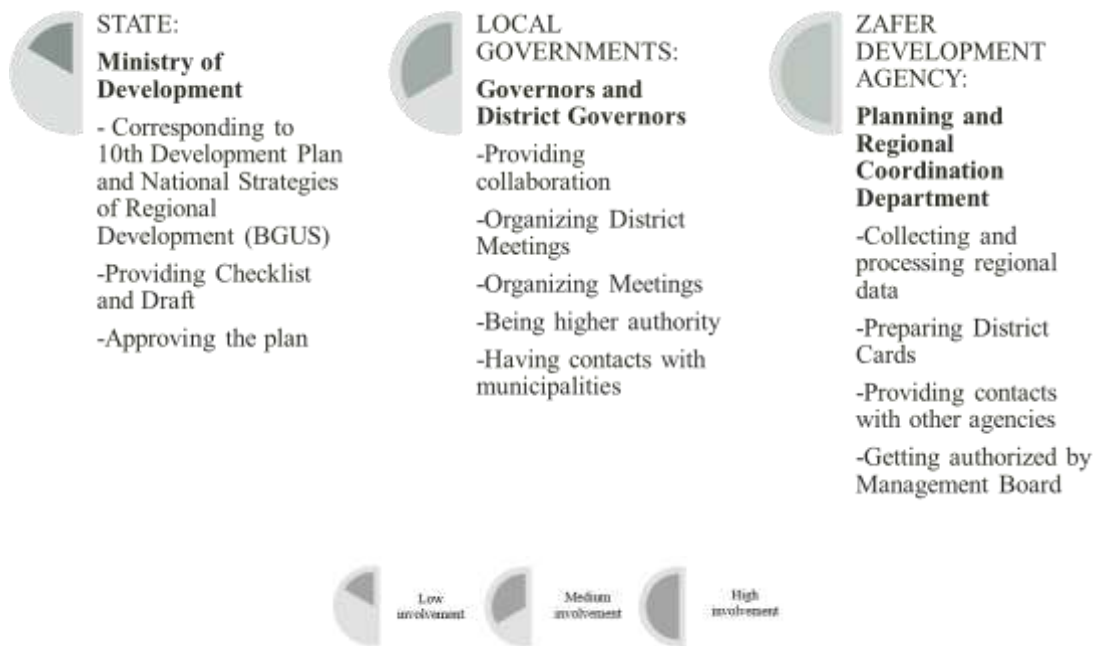 STATE:
Ministry of
Development
- Corresponding to
10th Development Plan
and National Strategies
of Regional
Development (BGUS)
-Providing Checklist
and Draft
-Approving the plan
LOCAL
GOVERNMENTS:
Governors and
District Governors
-Providing
collaboration
-Organizing District
Meetings
-Organizing Meetings
-Being higher authority
-Having contacts with
municipalities
ZAFER
DEVELOPMENT
AGENCY:
Planning and
Regional
Coordination
Department
-Collecting and
processing regional
data
-Preparing District
Cards
-Providing contacts
with other agencies
-Getting authorized by
Management Board
Low
involvement
Medium
involvement
High
involvement